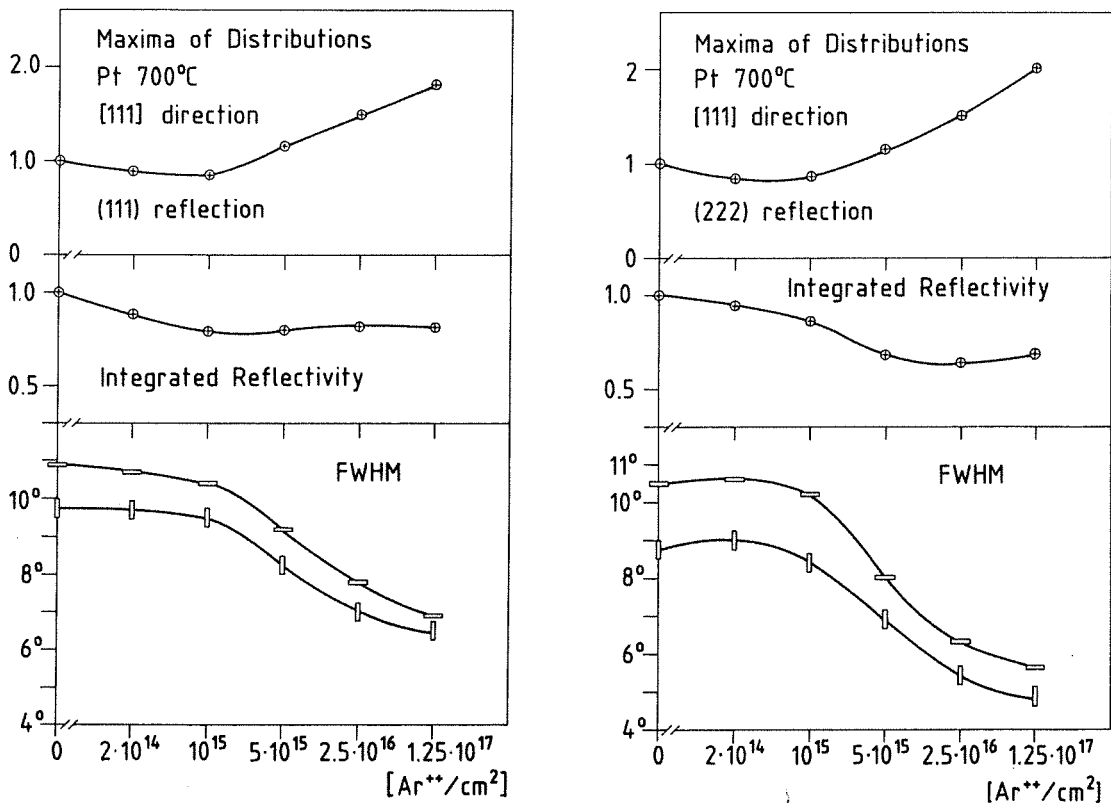 Maxima of Distributions
Pt 700°C
[111] direction
(111) reflection
2.0
1.0
0
Integrated Reflectivity
1.0
0.5
FWHM
10°
8°
6°
4°
0 2·10¹⁴ 10¹⁵ 5·10¹⁵ 2.5·10¹⁶ 1.25·10¹⁷
[Ar⁺⁺/cm²]
Maxima of Distributions
Pt 700°C
[111] direction
(222) reflection
2
1
0
Integrated Reflectivity
1.0
0.5
FWHM
11°
10°
8°
6°
4°
0 2·10¹⁴ 10¹⁵ 5·10¹⁵ 2.5·10¹⁶ 1.25·10¹⁷
[Ar⁺⁺/cm²]